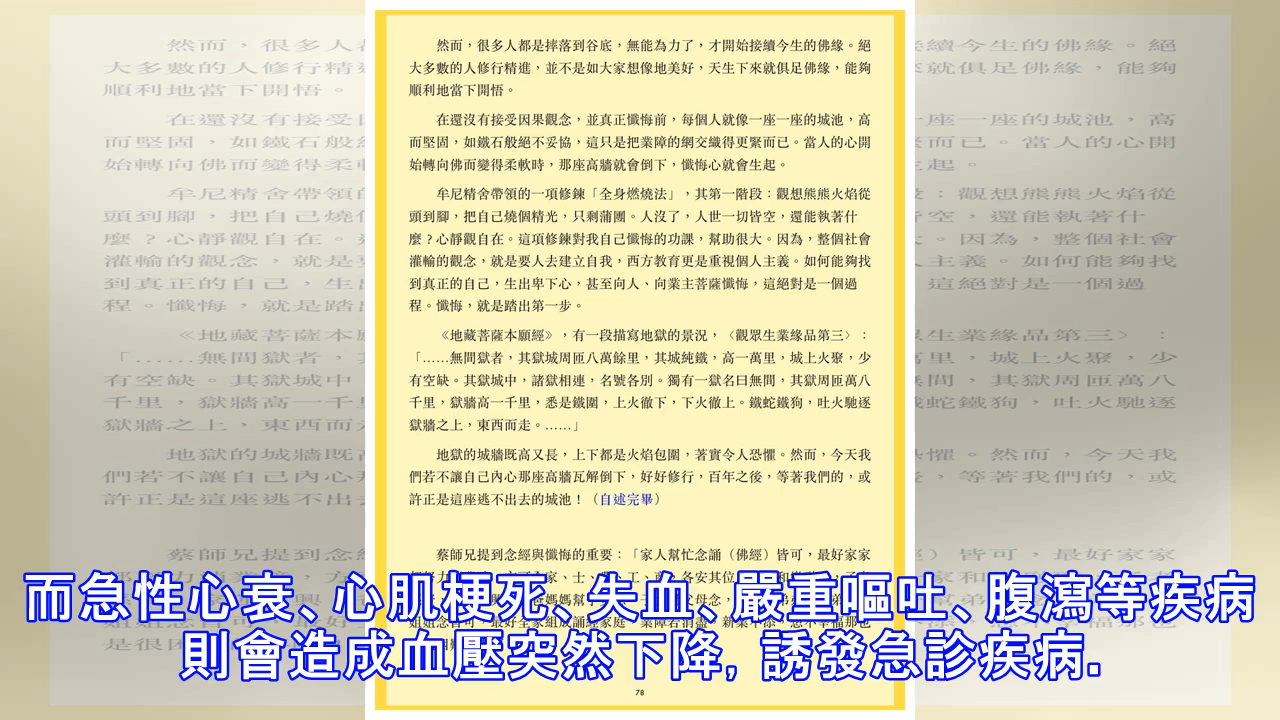 然而，很多人都是摔落到谷底，無能為力了，才開始接續今生的佛緣。絕
大多數的人修行精進，並不是如大家想像地美好，天生下來就俱足佛緣，能夠
順利地當下開悟。
在還沒有接受因果觀念，並真正懺悔前，每個人就像一座一座的城池，高
而堅固，如鐵石般絕不妥協，這只是把業障的網交織得更緊而已。當人的心開
始轉向佛而變得柔軟時，那座高牆就會倒下，懺悔心就會生起。
牟尼精舍帶領的一項修鍊「全身燃燒法」，其第一階段：觀想熊熊火焰從
頭到腳，把自己燒個精光，只剩蒲團。人沒了，人世一切皆空，還能執著什
麼？心靜觀自在。這項修鍊對我自己懺悔的功課，幫助很大。因為，整個社會
灌輸的觀念，就是要人去建立自我，西方教育更是重視個人主義。如何能夠找
到真正的自己，生出卑下心，甚至向人、向業主菩薩懺悔，這絕對是一個過
程。懺悔，就是踏出第一步。
《地藏菩薩本願經》，有一段描寫地獄的景況，〈觀眾生業緣品第三〉：
「……無間獄者，其獄城周匝八萬餘里，其城純鐵，高一萬里，城上火聚，少
有空缺。其獄城中，諸獄相連，名號各別。獨有一獄名曰無間，其獄周匝萬八
千里，獄牆高一千里，悉是鐵圍，上火徹下，下火徹上。鐵蛇鐵狗，吐火馳逐
獄牆之上，東西而走。……」
地獄的城牆既高又長，上下都是火焰包圍，著實令人恐懼。然而，今天我
們若不讓自己內心那座高牆瓦解倒下，好好修行，百年之後，等著我們的，或
許正是這座逃不出去的城池！（自述完畢）
蔡師兄提到念經與懺悔的重要：「家人幫忙念誦（佛經）皆可，最好家家
而急性心衰、心肌梗死、失血、嚴重嘔吐、腹瀉等疾病
則會造成血壓突然下降, 誘發急診疾病.
78